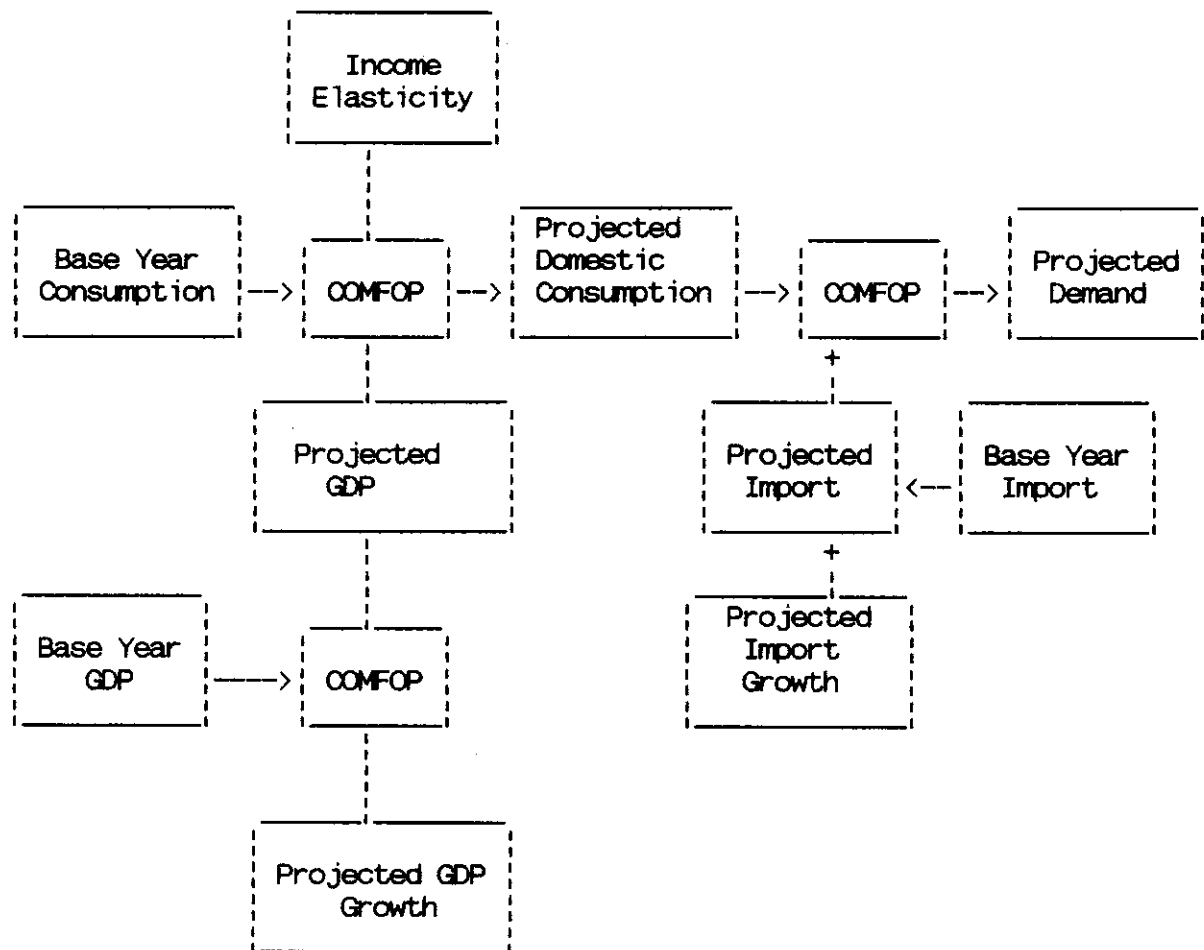 Income
Elasticity
Base Year
Consumption
COMFOP
Projected
Domestic
Consumption
COMFOP
Projected
Demand
Projected
GDP
Projected
Import
Base Year
Import
Base Year
GDP
COMFOP
Projected
Import
Growth
Projected GDP
Growth